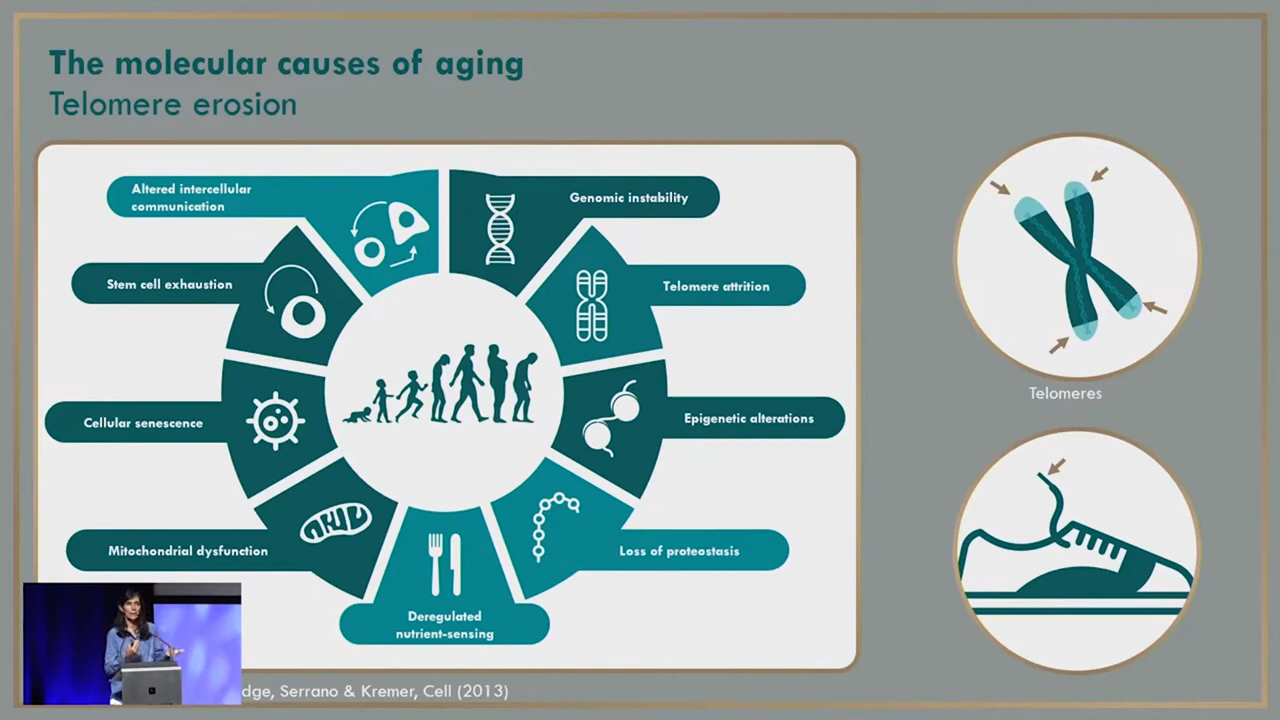 The molecular causes of aging
Telomere erosion
Altered intercellular
communication
Genomic instability
Stem cell exhaustion
Telomere attrition
Cellular senescence
Epigenetic alterations
Mitochondrial dysfunction
Loss of proteostasis
Deregulated
nutrient-sensing
Telomeres
Serrano & Kremer, Cell (2013)